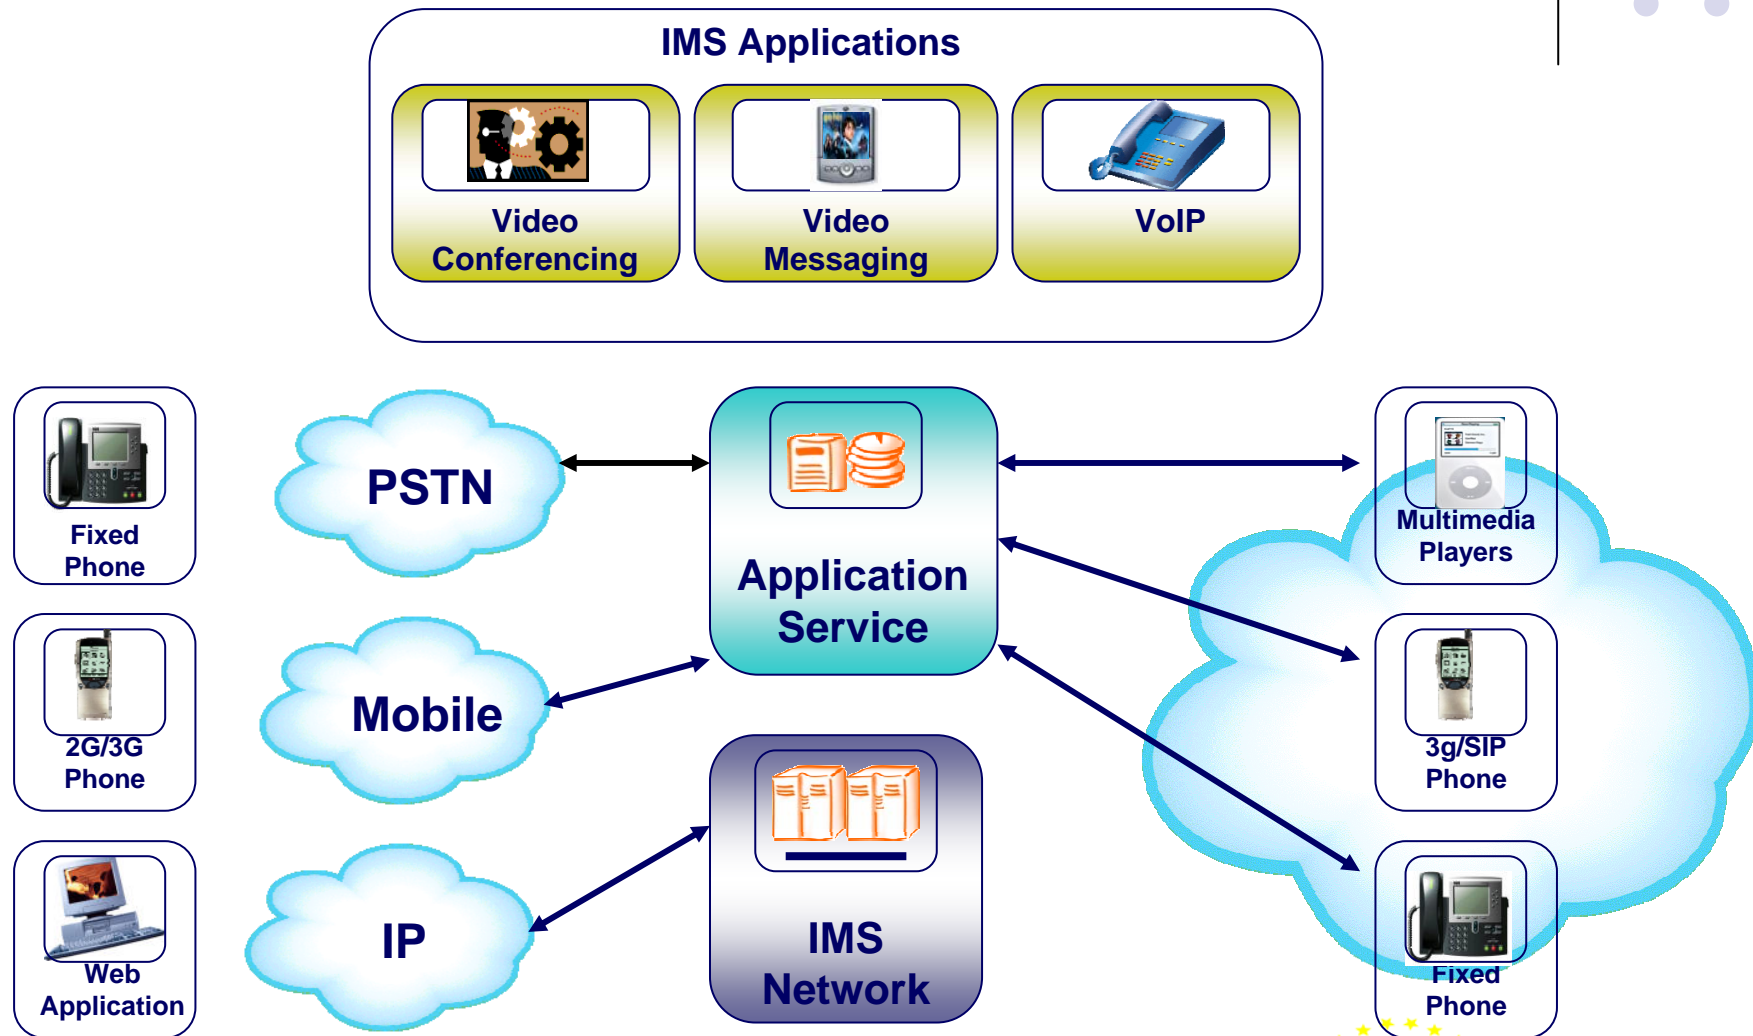 IMS Applications
Video
Conferencing
Video
Messaging
VoIP
Fixed
Phone
PSTN
Application
Service
Multimedia
Players
2G/3G
Phone
Mobile
3g/SIP
Phone
Web
Application
IP
IMS
Network
Fixed
Phone